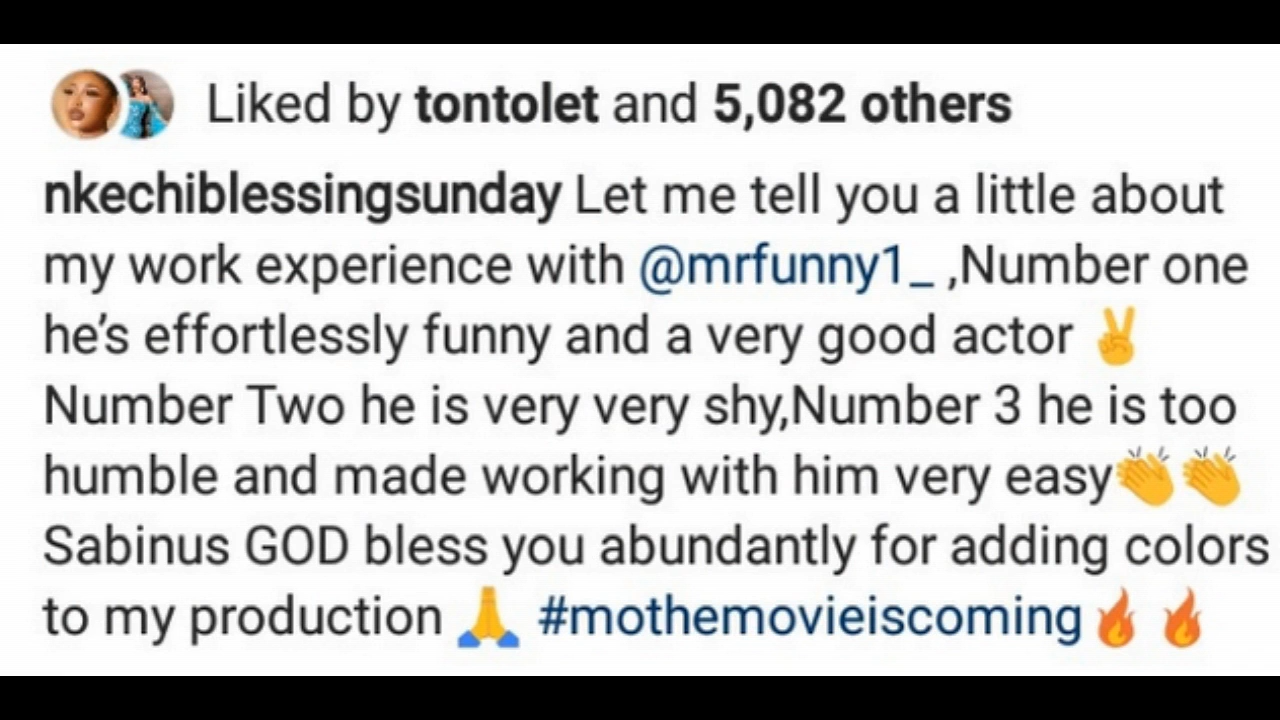 Liked by tontolet and 5,082 others
nkechiblessingsunday Let me tell you a little about
my work experience with @mrfunny1_ ,Number one
he's effortlessly funny and a very good actor ✌️
Number Two he is very very shy,Number 3 he is too
humble and made working with him very easy👏👏
Sabinus GOD bless you abundantly for adding colors
to my production 🙏 #mothemovieiscoming🔥🔥